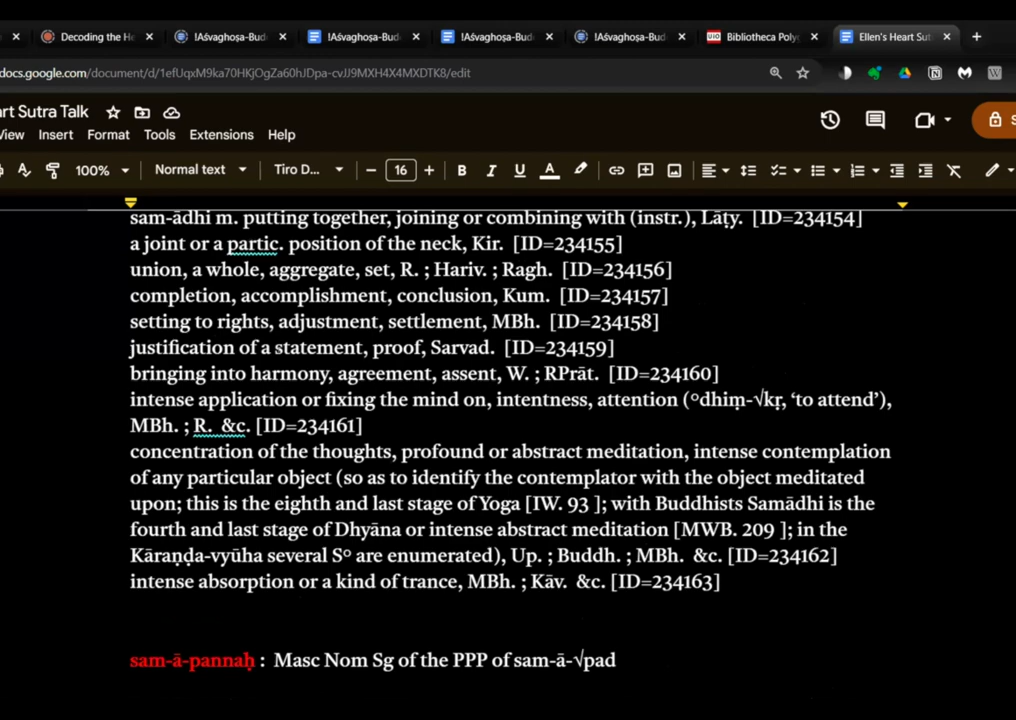 Decoding the He
!Aśvaghoṣa-Bud
!Aśvaghoṣa-Bud
!Aśvaghoṣa-Bud
!Aśvaghoṣa-Bud
UiO Bibliotheca Polyg
Ellen's Heart Sut
docs.google.com/document/d/1efUqxM9ka70HKjOgZa60hJDpa-cvJJ9MXH4X4MXDTK8/edit
rt Sutra Talk
View Insert Format Tools Extensions Help
100% Normal text Tiro D... 16
sam-ādhi m. putting together, joining or combining with (instr.), Lāṭy. [ID=234154]
a joint or a partic. position of the neck, Kir. [ID=234155]
union, a whole, aggregate, set, R. ; Hariv. ; Ragh. [ID=234156]
completion, accomplishment, conclusion, Kum. [ID=234157]
setting to rights, adjustment, settlement, MBh. [ID=234158]
justification of a statement, proof, Sarvad. [ID=234159]
bringing into harmony, agreement, assent, W. ; RPrāt. [ID=234160]
intense application or fixing the mind on, intentness, attention (°dhiṃ-√kṛ, ‘to attend’),
MBh. ; R. &c. [ID=234161]
concentration of the thoughts, profound or abstract meditation, intense contemplation
of any particular object (so as to identify the contemplator with the object meditated
upon; this is the eighth and last stage of Yoga [IW. 93 ]; with Buddhists Samādhi is the
fourth and last stage of Dhyāna or intense abstract meditation [MWB. 209 ]; in the
Kāraṇḍa-vyūha several S° are enumerated), Up. ; Buddh. ; MBh. &c. [ID=234162]
intense absorption or a kind of trance, MBh. ; Kāv. &c. [ID=234163]
sam-ā-pannaḥ : Masc Nom Sg of the PPP of sam-ā-√pad